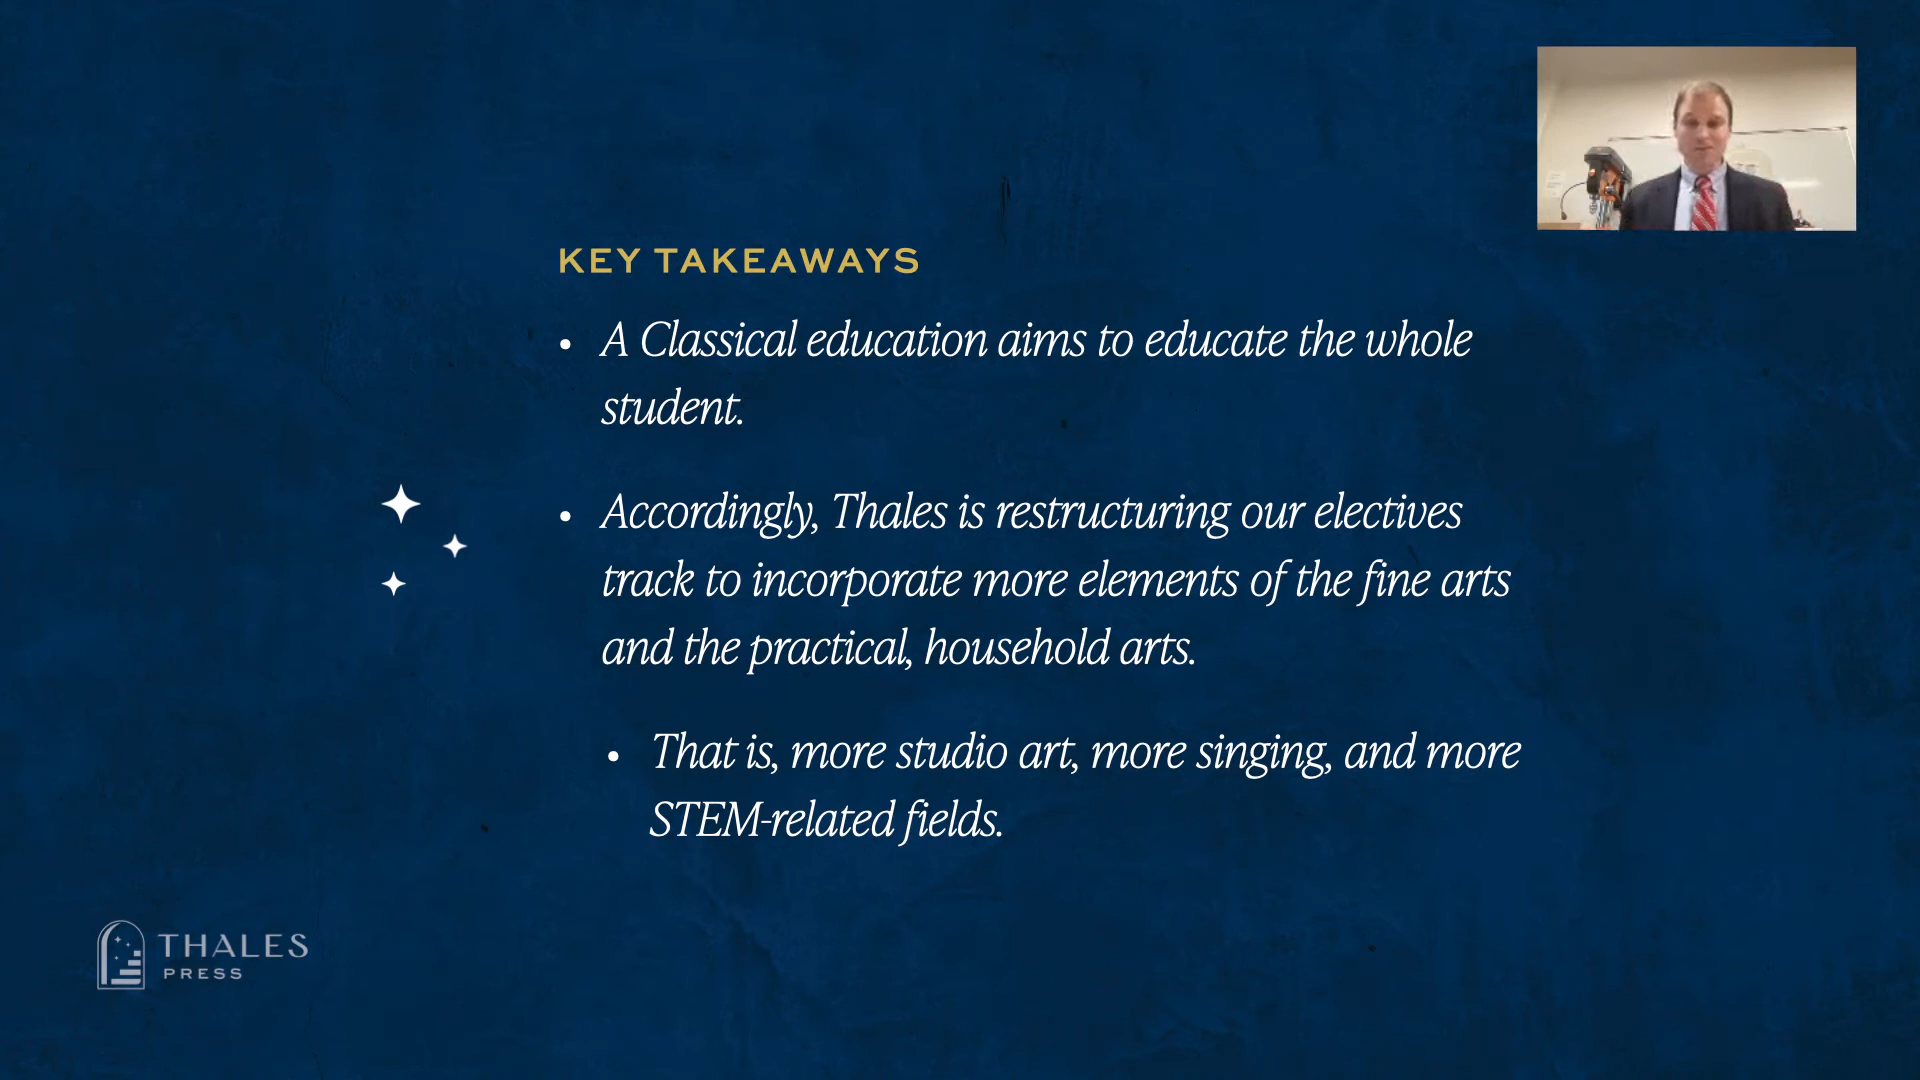 KEY TAKEAWAYS
• A Classical education aims to educate the whole
student.
• Accordingly, Thales is restructuring our electives
track to incorporate more elements of the fine arts
and the practical, household arts.
• That is, more studio art, more singing, and more
STEM-related fields.
THALES
PRESS